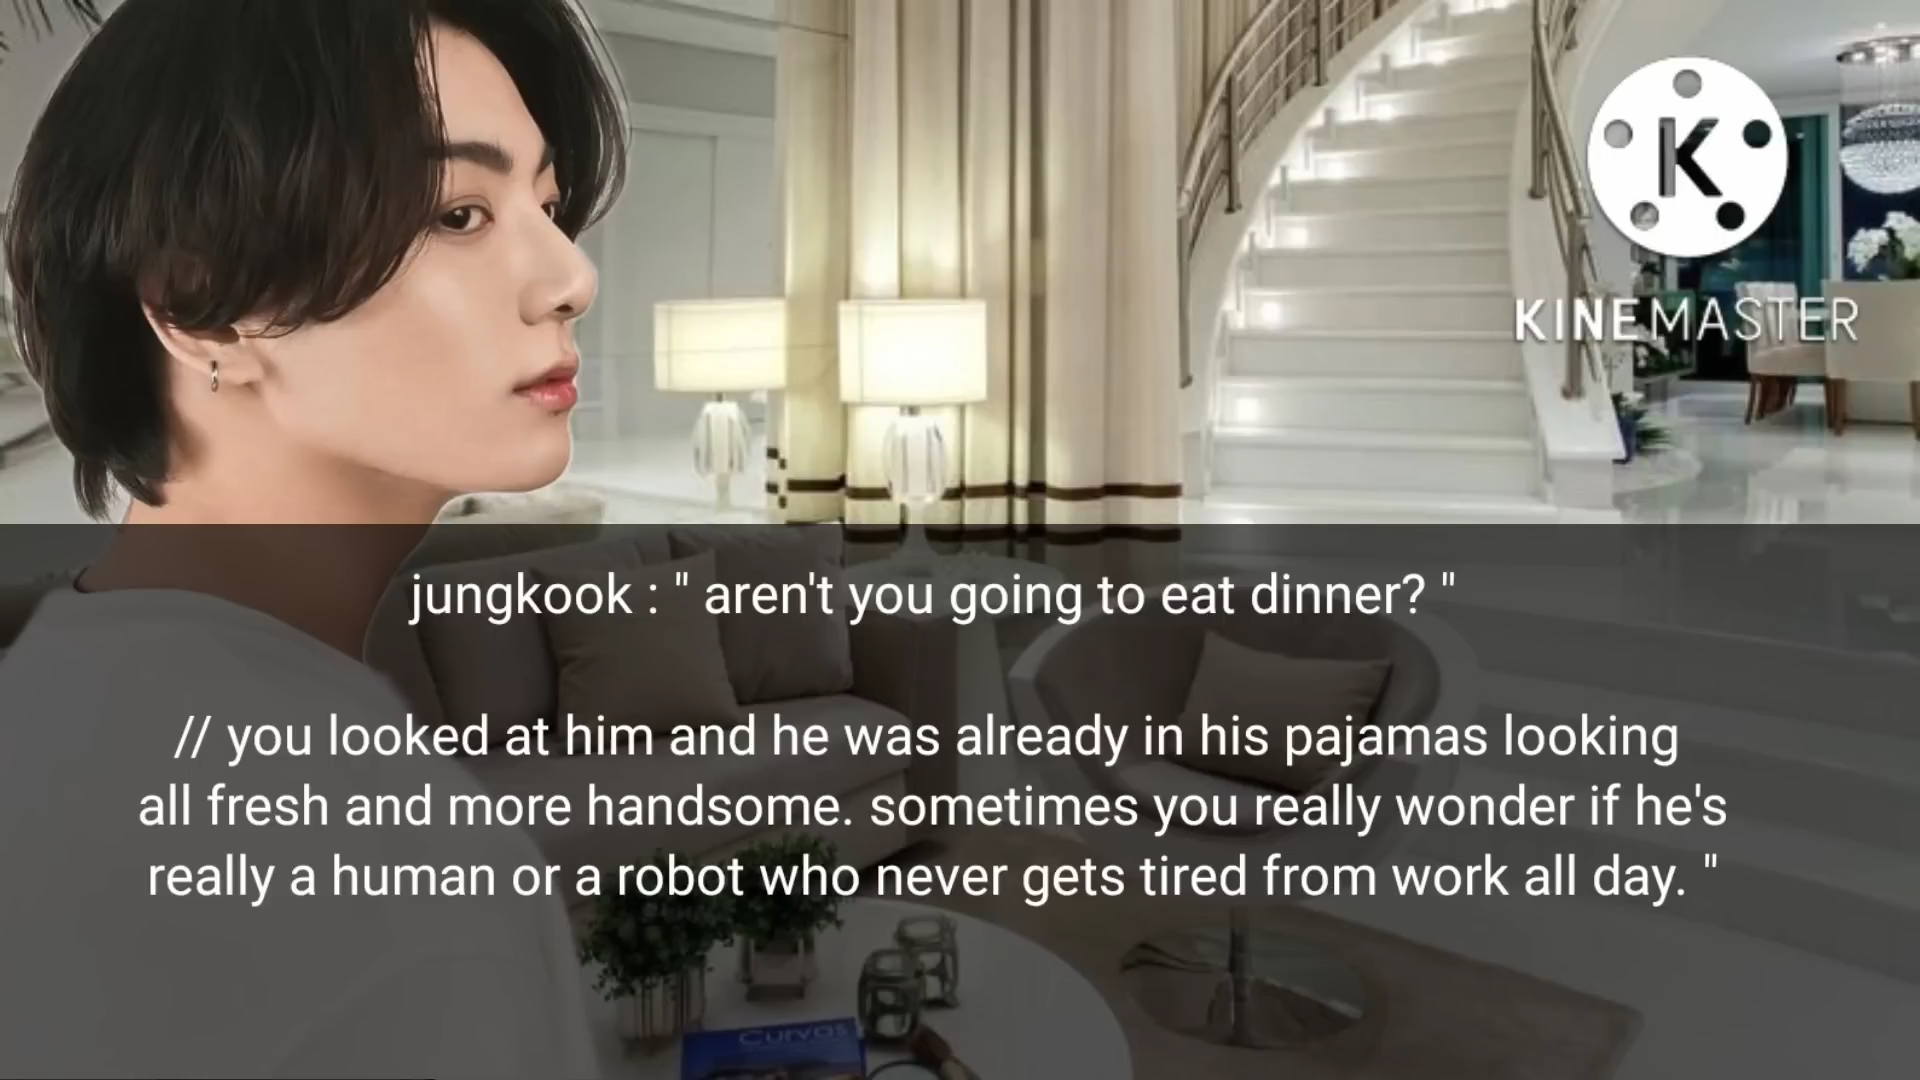 K
KINEMASTER
jungkook : " aren't you going to eat dinner? "
// you looked at him and he was already in his pajamas looking
all fresh and more handsome. sometimes you really wonder if he's
really a human or a robot who never gets tired from work all day. "
Curvas